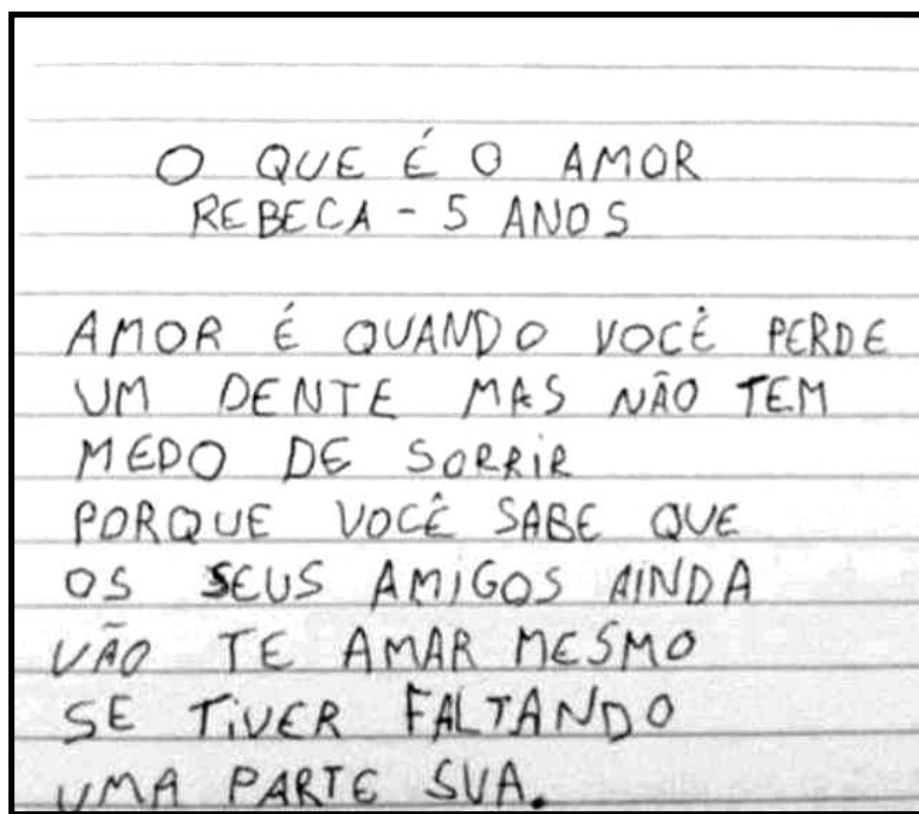 O QUE É O AMOR
REBECA - 5 ANOS
AMOR É QUANDO VOCÊ PERDE
UM DENTE MAS NÃO TEM
MEDO DE SORRIR
PORQUE VOCÊ SABE QUE
OS SEUS AMIGOS AINDA
VÃO TE AMAR MESMO
SE TIVER FALTANDO
UMA PARTE SUA.